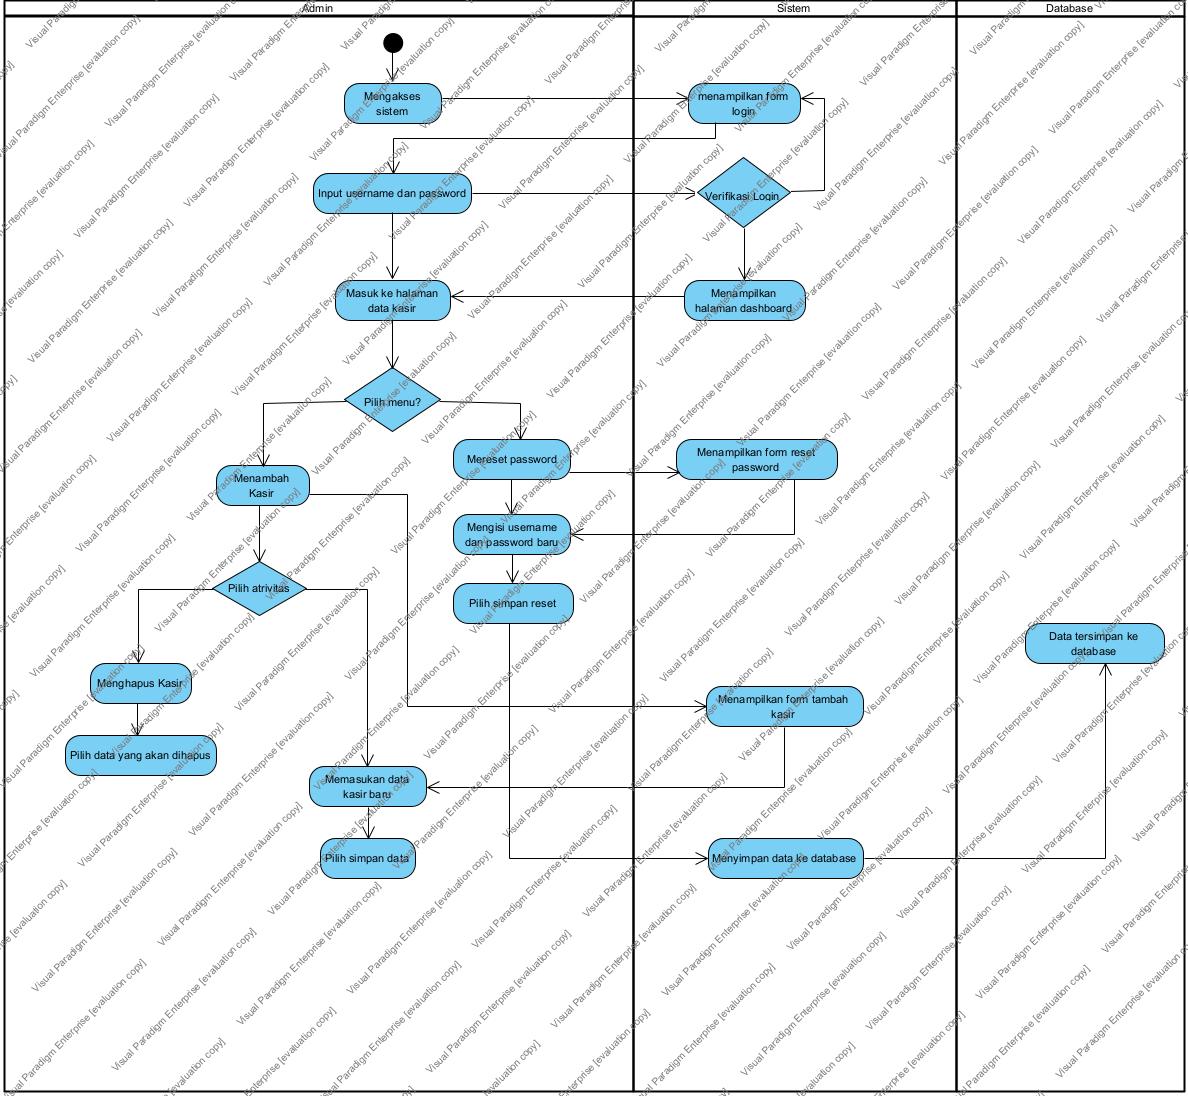 Admin
Sistem
Database
Mengakses
sistem
menampilkan form
login
Input username dan password
Verifikasi Login
Masuk ke halaman
data kasir
Menampilkan
halaman dashboard
Pilih menu?
Mereset password
Menampilkan form reset
password
Menambah
Kasir
Mengisi username
dan password baru
Pilih atrivitas
Pilih simpan reset
Data tersimpan ke
database
Menghapus Kasir
Menampilkan form tambah
kasir
Pilih data yang akan dihapus
Memasukan data
kasir baru
Pilih simpan data
Menyimpan data ke database
Visual Paradigm Enterprise [evaluation copy]